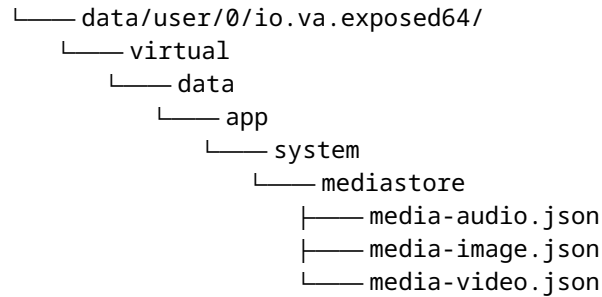 └── data/user/0/io.va.exposed64/
└── virtual
└── data
└── app
└── system
└── mediastore
├── media-audio.json
├── media-image.json
└── media-video.json